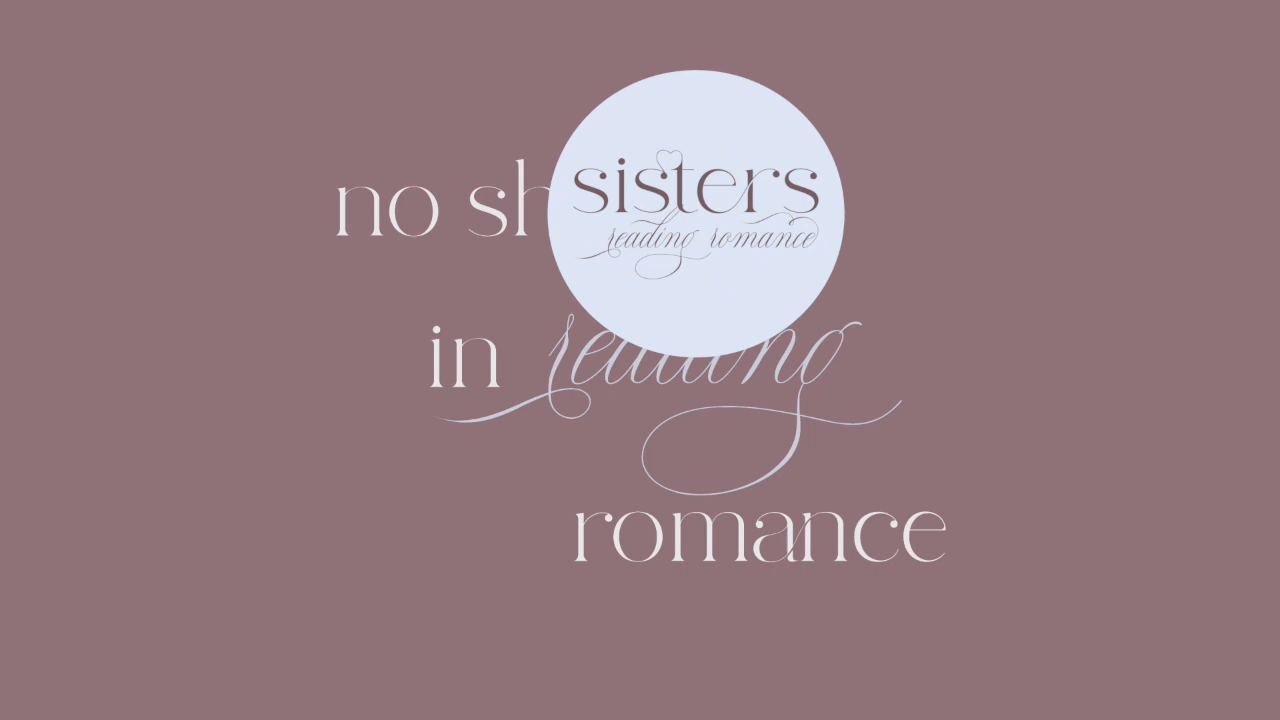 no sh
sisters
reading romance
in reading
romance